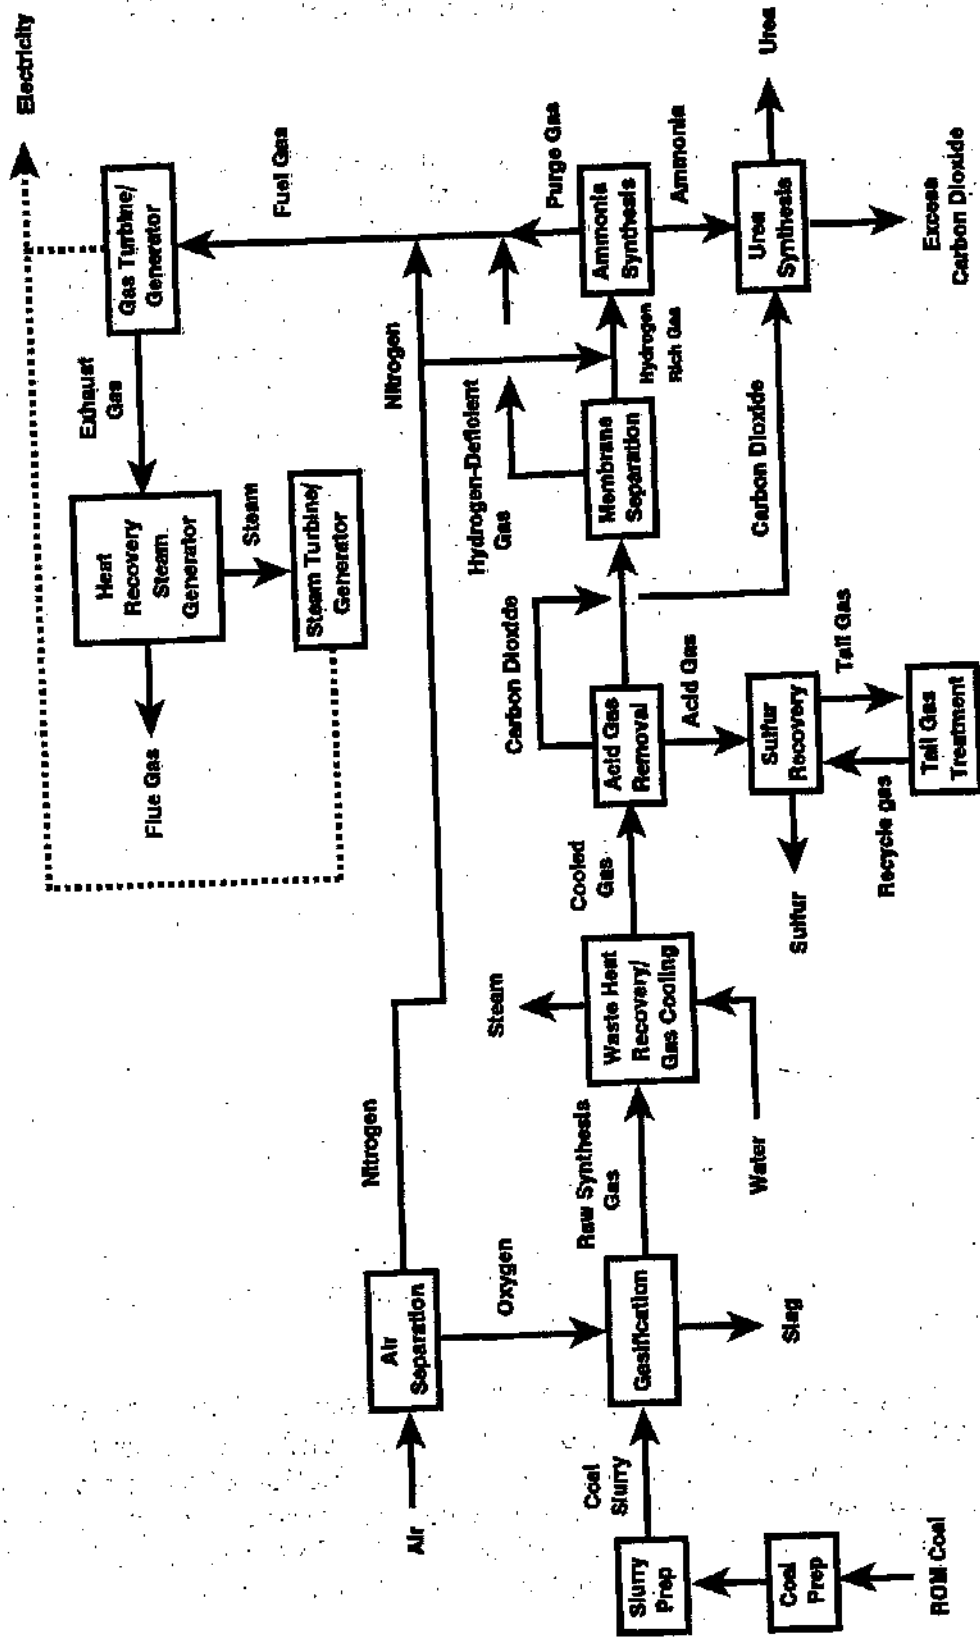 Electricity
Gas Turbine/
Generator
Fuel Gas
Exhaust
Gas
Heat
Recovery
Steam
Generator
Steam
Steam Turbine/
Generator
Flue Gas
Nitrogen
Nitrogen
Air
Air
Separation
Oxygen
Hydrogen-Deficient
Gas
Purge Gas
Carbon Dioxide
Steam
ROM Coal
Coal
Prep
Slurry
Prep
Coal
Slurry
Gasification
Slag
Raw Synthesis
Gas
Water
Waste Heat
Recovery/
Gas Cooling
Cooled
Gas
Acid Gas
Removal
Acid Gas
Membrane
Separation
Hydrogen
Rich Gas
Ammonia
Synthesis
Ammonia
Carbon Dioxide
Urea
Synthesis
Urea
Excess
Carbon Dioxide
Sulfur
Sulfur
Recovery
Tail Gas
Recycle gas
Tail Gas
Treatment